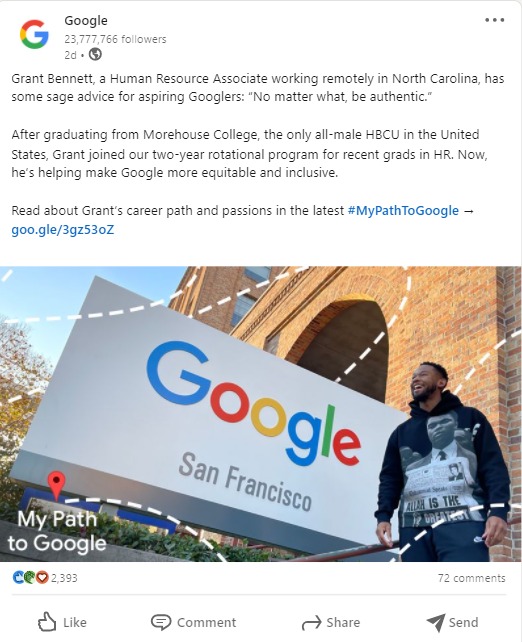 Google
23,777,766 followers
2d •
Grant Bennett, a Human Resource Associate working remotely in North Carolina, has
some sage advice for aspiring Googlers: “No matter what, be authentic.”
After graduating from Morehouse College, the only all-male HBCU in the United
States, Grant joined our two-year rotational program for recent grads in HR. Now,
he’s helping make Google more equitable and inclusive.
Read about Grant’s career path and passions in the latest #MyPathToGoogle →
goo.gle/3gz53oZ
Google
San Francisco
ALLAH IS THE
GREATEST
My Path
to Google
2,393
72 comments
Like
Comment
Share
Send